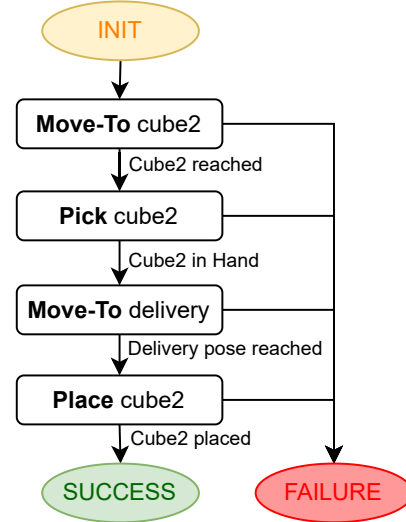 INIT
Move-To cube2
Cube2 reached
Pick cube2
Cube2 in Hand
Move-To delivery
Delivery pose reached
Place cube2
Cube2 placed
SUCCESS
FAILURE